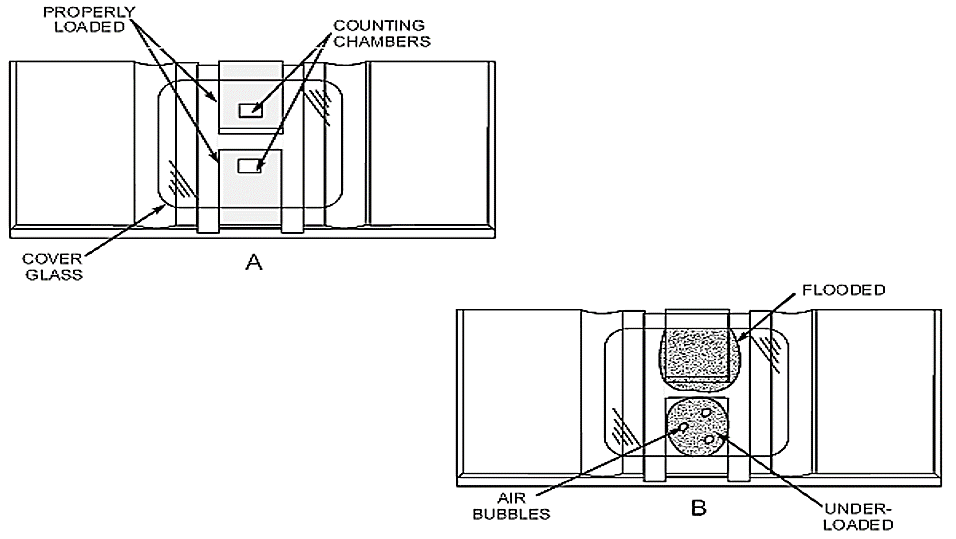 PROPERLY
LOADED
COUNTING
CHAMBERS
COVER
GLASS
A
FLOODED
AIR
BUBBLES
B
UNDER-
LOADED